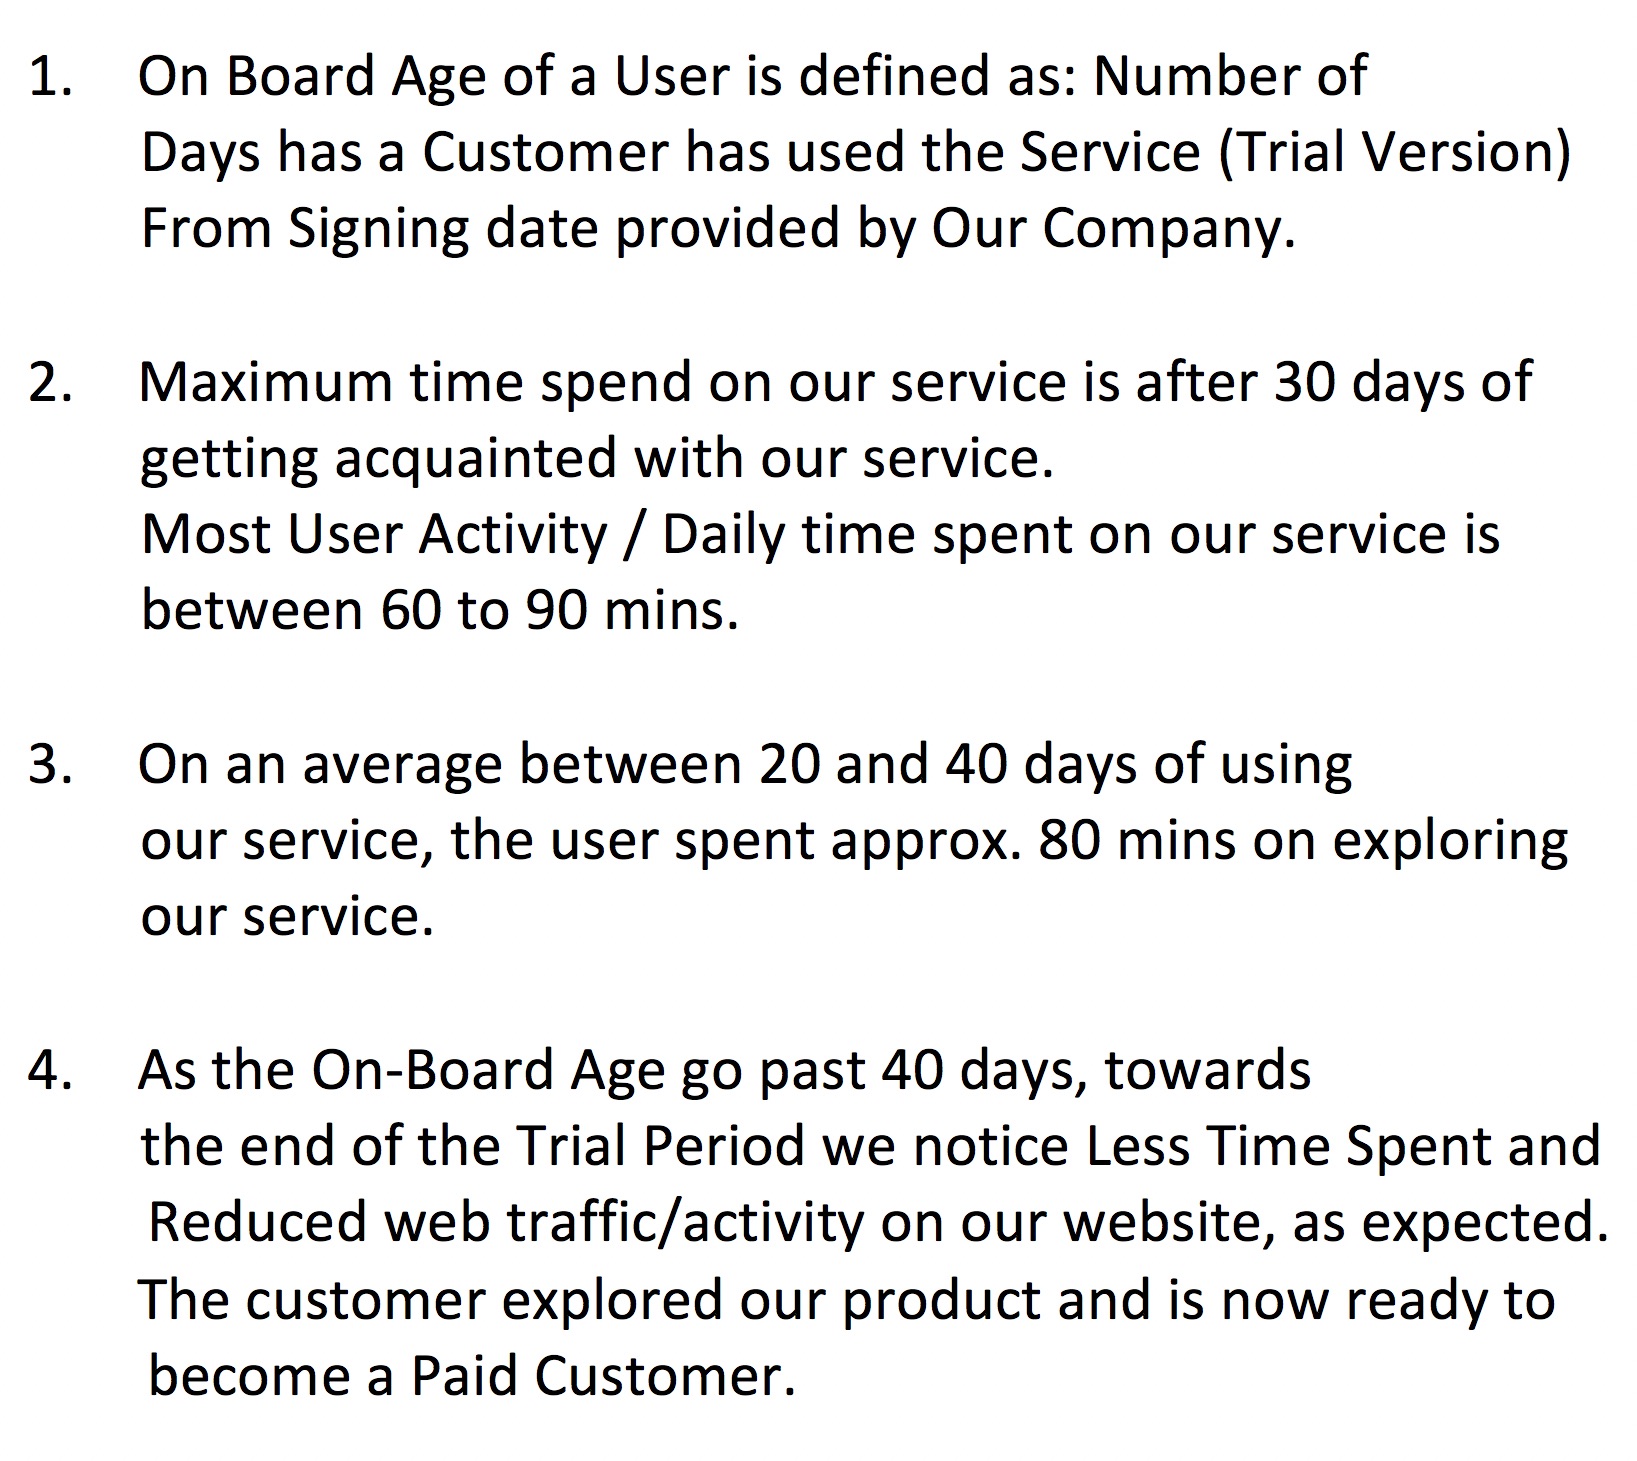 1. On Board Age of a User is defined as: Number of
Days has a Customer has used the Service (Trial Version)
From Signing date provided by Our Company.
2. Maximum time spend on our service is after 30 days of
getting acquainted with our service.
Most User Activity / Daily time spent on our service is
between 60 to 90 mins.
3. On an average between 20 and 40 days of using
our service, the user spent approx. 80 mins on exploring
our service.
4. As the On-Board Age go past 40 days, towards
the end of the Trial Period we notice Less Time Spent and
Reduced web traffic/activity on our website, as expected.
The customer explored our product and is now ready to
become a Paid Customer.